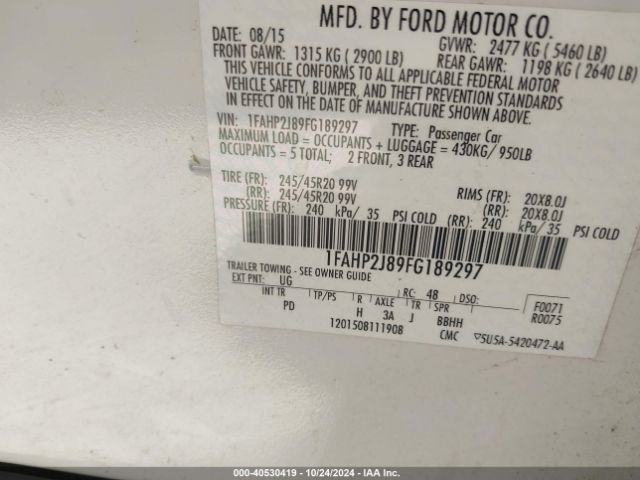 MFD. BY FORD MOTOR CO.
DATE: 08/15 GVWR: 2477 KG ( 5460 LB)
FRONT GAWR: 1315 KG ( 2900 LB) REAR GAWR: 1198 KG ( 2640 LB)
THIS VEHICLE CONFORMS TO ALL APPLICABLE FEDERAL MOTOR
VEHICLE SAFETY, BUMPER, AND THEFT PREVENTION STANDARDS
IN EFFECT ON THE DATE OF MANUFACTURE SHOWN ABOVE.
VIN: 1FAHP2J89FG189297 TYPE: Passenger Car
MAXIMUM LOAD = OCCUPANTS + LUGGAGE = 430KG/ 950LB
OCCUPANTS = 5 TOTAL; 2 FRONT, 3 REAR
TIRE (FR): 245/45R20 99V RIMS (FR): 20X8.0J
(RR): 245/45R20 99V (RR): 20X8.0J
PRESSURE (FR): 240 kPa/ 35 PSI COLD (RR): 240 kPa/ 35 PSI COLD
1FAHP2J89FG189297
TRAILER TOWING - SEE OWNER GUIDE
EXT PNT: UG RC: 48 DSO: F0071
INT TR TP/PS R AXLE TR SPR R0075
PD H 3A J BBHH
1201508111908 CMC ▽5U5A-5420472-AA
000-40530419 - 10/24/2024 - IAA Inc.